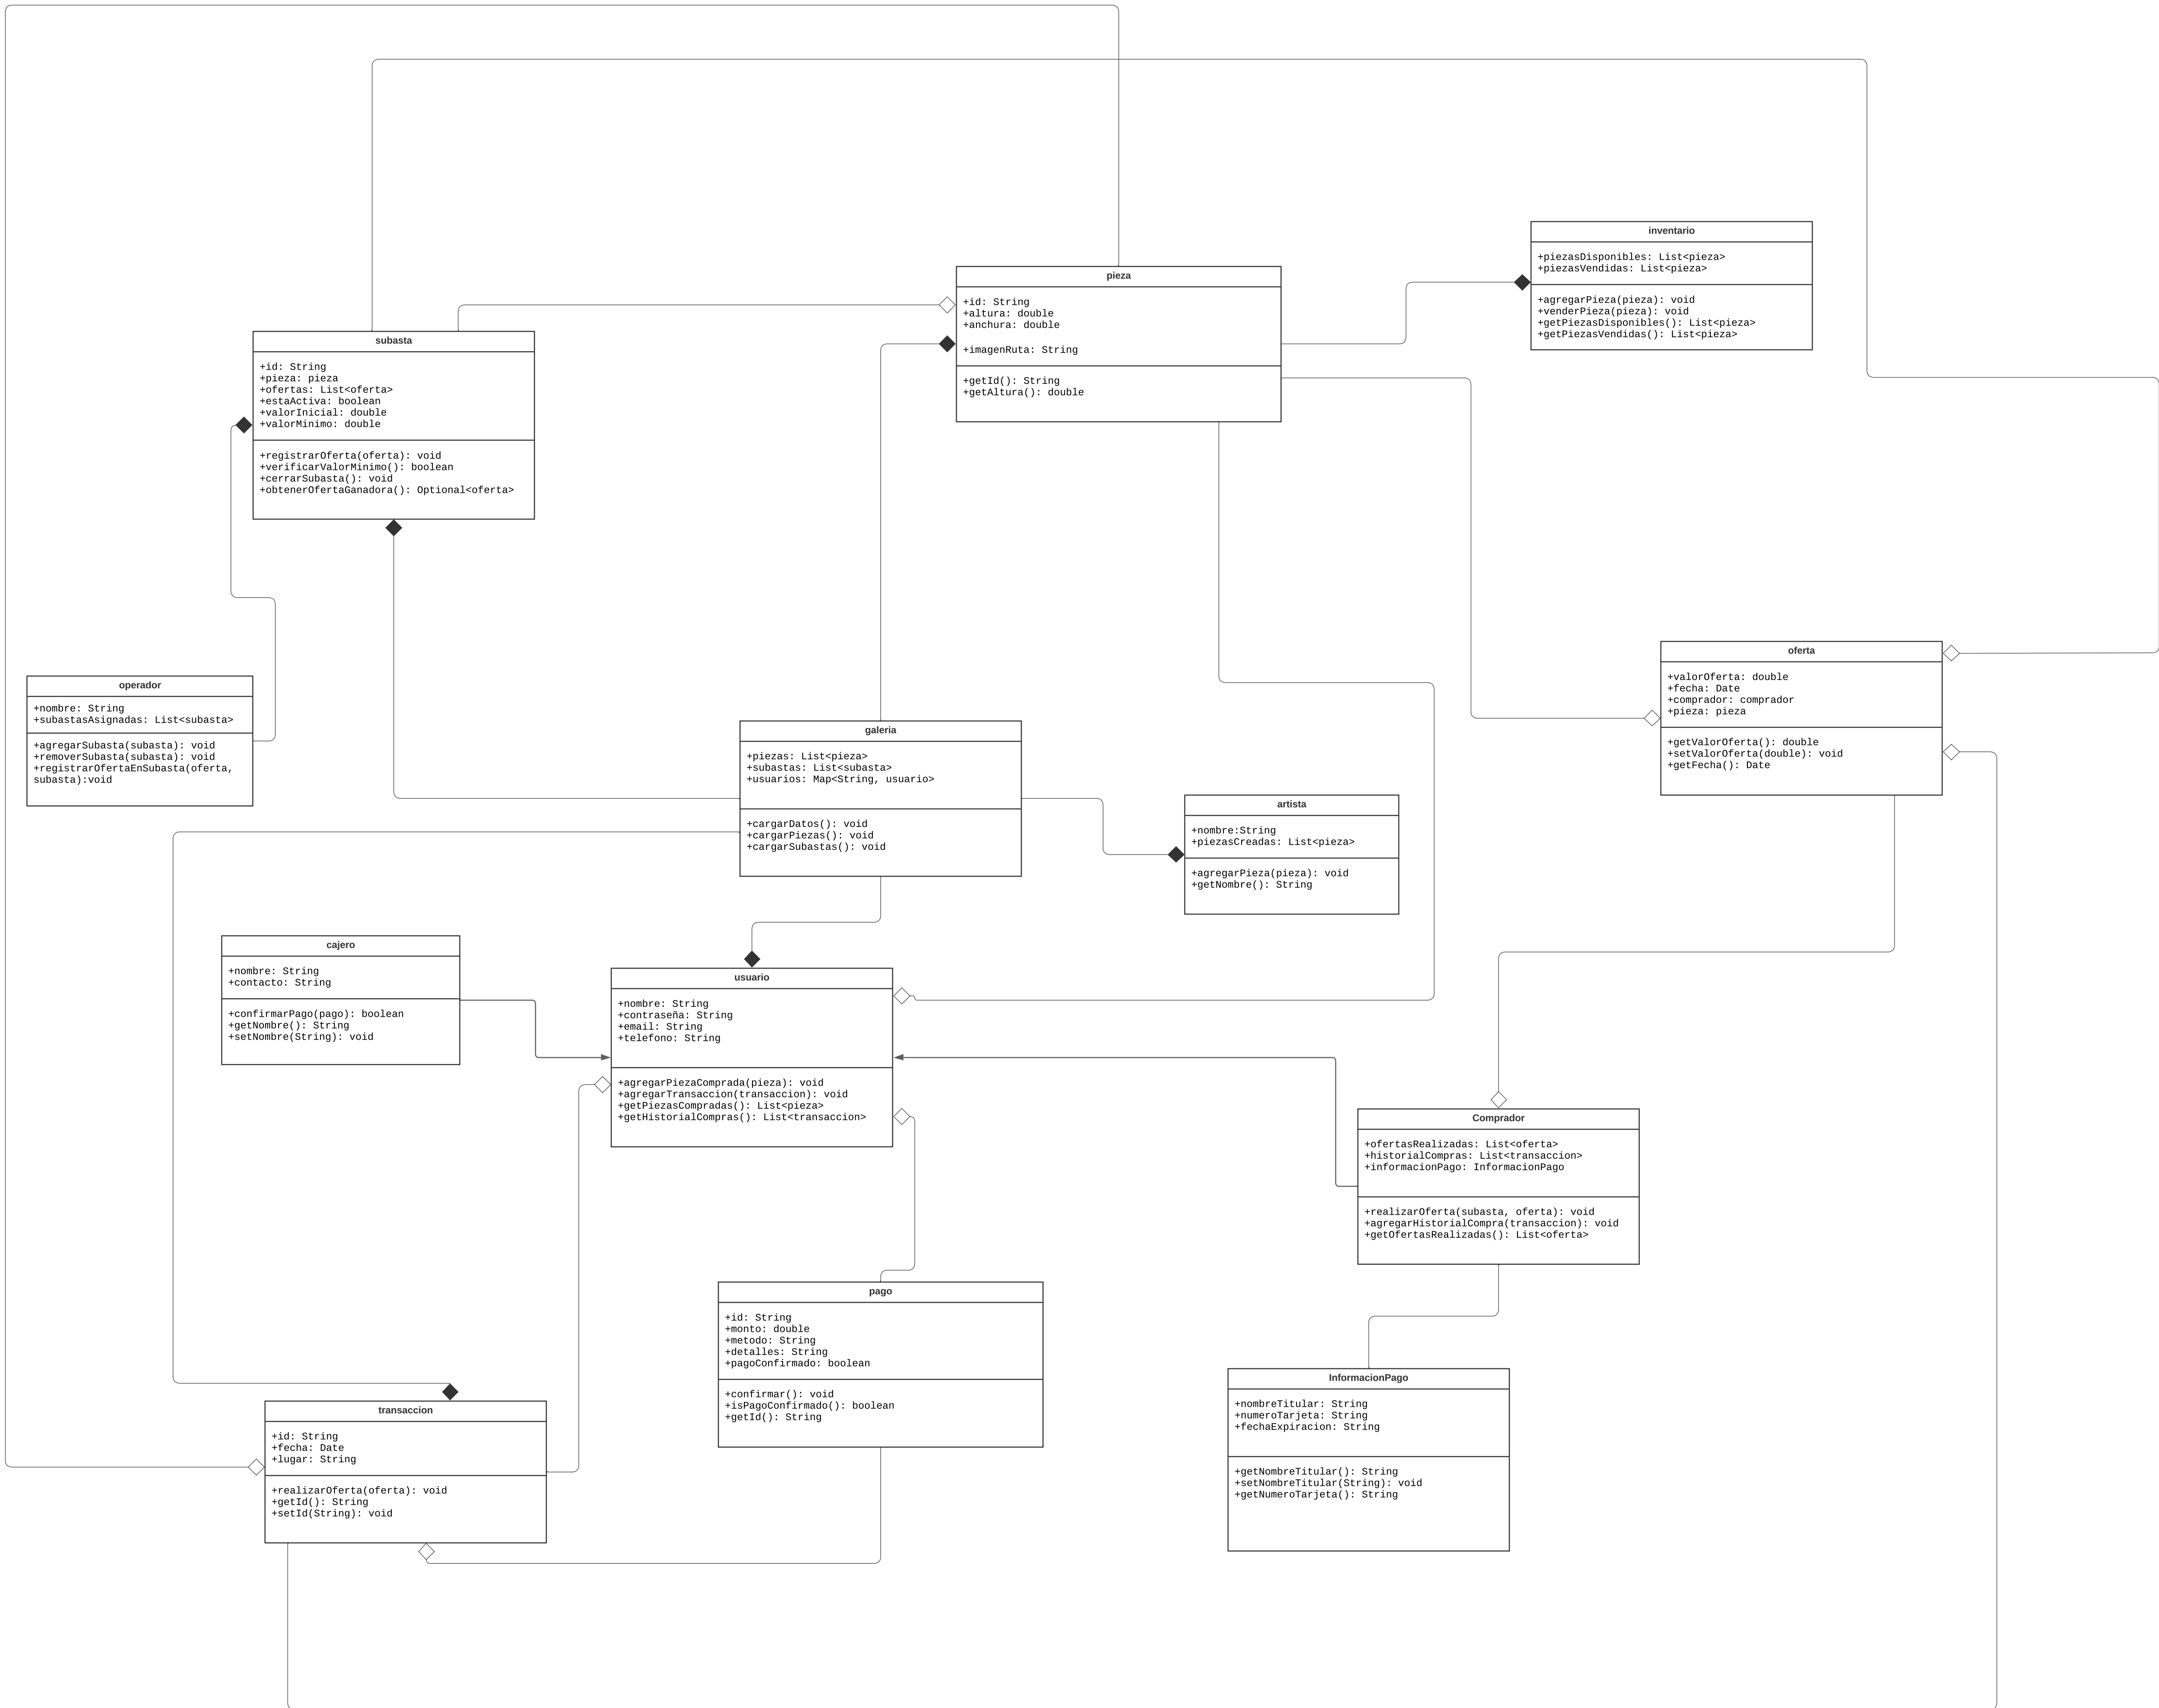 inventario
+piezasDisponibles: List<pieza>
+piezasVendidas: List<pieza>
+agregarPieza(pieza): void
+venderPieza(pieza): void
+getPiezasDisponibles(): List<pieza>
+getPiezasVendidas(): List<pieza>
pieza
+id: String
+altura: double
+anchura: double
+imagenRuta: String
+getId(): String
+getAltura(): double
subasta
+id: String
+pieza: pieza
+ofertas: List<oferta>
+estaActiva: boolean
+valorInicial: double
+valorMinimo: double
+registrarOferta(oferta): void
+verificarValorMinimo(): boolean
+cerrarSubasta(): void
+obtenerOfertaGanadora(): Optional<oferta>
oferta
+valorOferta: double
+fecha: Date
+comprador: comprador
+pieza: pieza
+getValorOferta(): double
+setValorOferta(double): void
+getFecha(): Date
operador
+nombre: String
+subastasAsignadas: List<subasta>
+agregarSubasta(subasta): void
+removerSubasta(subasta): void
+registrarOfertaEnSubasta(oferta,
subasta):void
galeria
+piezas: List<pieza>
+subastas: List<subasta>
+usuarios: Map<String, usuario>
+cargarDatos(): void
+cargarPiezas(): void
+cargarSubastas(): void
artista
+nombre:String
+piezasCreadas: List<pieza>
+agregarPieza(pieza): void
+getNombre(): String
cajero
+nombre: String
+contacto: String
+confirmarPago(pago): boolean
+getNombre(): String
+setNombre(String): void
usuario
+nombre: String
+contraseña: String
+email: String
+telefono: String
+agregarPiezaComprada(pieza): void
+agregarTransaccion(transaccion): void
+getPiezasCompradas(): List<pieza>
+getHistorialCompras(): List<transaccion>
Comprador
+ofertasRealizadas: List<oferta>
+historialCompras: List<transaccion>
+informacionPago: InformacionPago
+realizarOferta(subasta, oferta): void
+agregarHistorialCompra(transaccion): void
+getOfertasRealizadas(): List<oferta>
pago
+id: String
+monto: double
+metodo: String
+detalles: String
+pagoConfirmado: boolean
+confirmar(): void
+isPagoConfirmado(): boolean
+getId(): String
InformacionPago
+nombreTitular: String
+numeroTarjeta: String
+fechaExpiracion: String
+getNombreTitular(): String
+setNombreTitular(String): void
+getNumeroTarjeta(): String
transaccion
+id: String
+fecha: Date
+lugar: String
+realizarOferta(oferta): void
+getId(): String
+setId(String): void